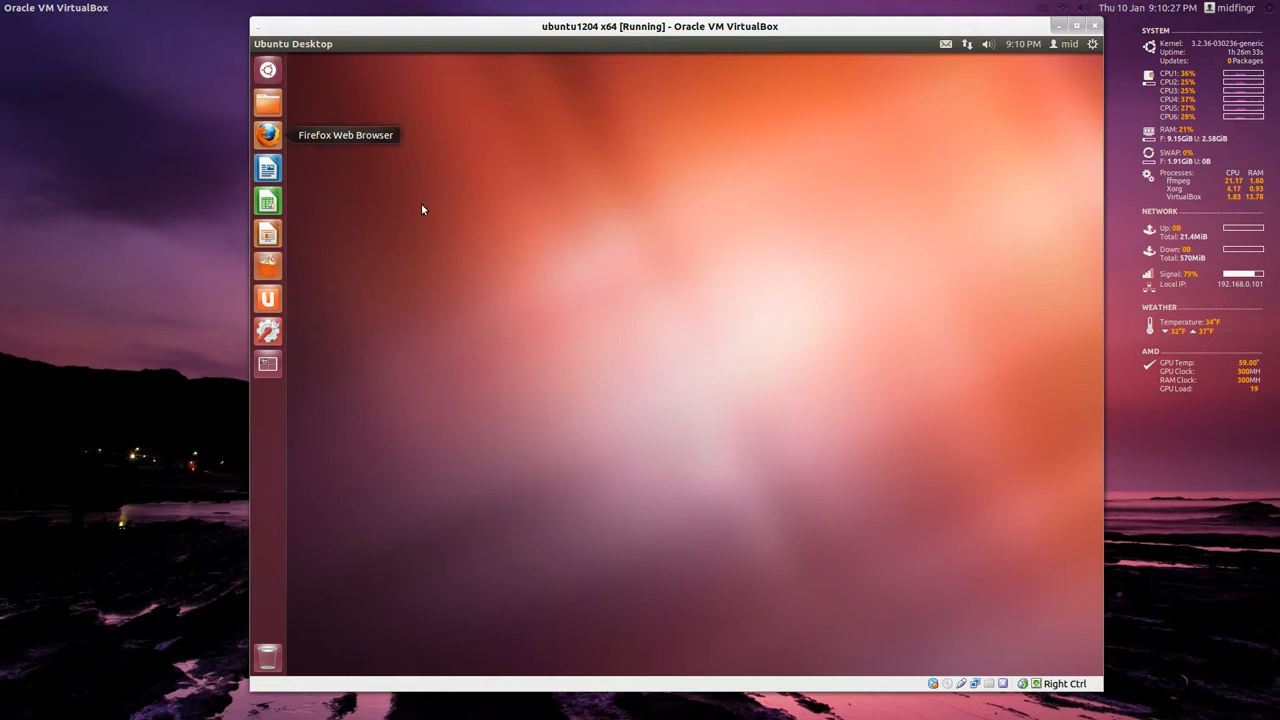 Oracle VM VirtualBox
Thu 10 Jan 9:10:27 PM
midfingr
ubuntu1204 x64 [Running] - Oracle VM VirtualBox
Ubuntu Desktop
9:10 PM
mid
Firefox Web Browser
U
SYSTEM
Kernel: 3.2.36-030236-generic
Uptime: 1h 26m 33s
Updates: 0 Packages
CPU1: 36%
CPU2: 25%
CPU3: 25%
CPU4: 37%
CPU5: 27%
CPU6: 28%
RAM: 21%
F: 9.15GiB U: 2.58GiB
SWAP: 0%
F: 1.91GiB U: 0B
Processes: CPU RAM
ffmpeg 21.17 1.60
Xorg 4.17 0.93
VirtualBox 1.83 13.78
NETWORK
Up: 0B
Total: 21.4MiB
Down: 0B
Total: 570MiB
Signal: 79%
Local IP: 192.168.0.101
WEATHER
Temperature: 34°F
32°F 37°F
AMD
GPU Temp: 59.00°
GPU Clock: 300MH
RAM Clock: 300MH
GPU Load: 19
Right Ctrl